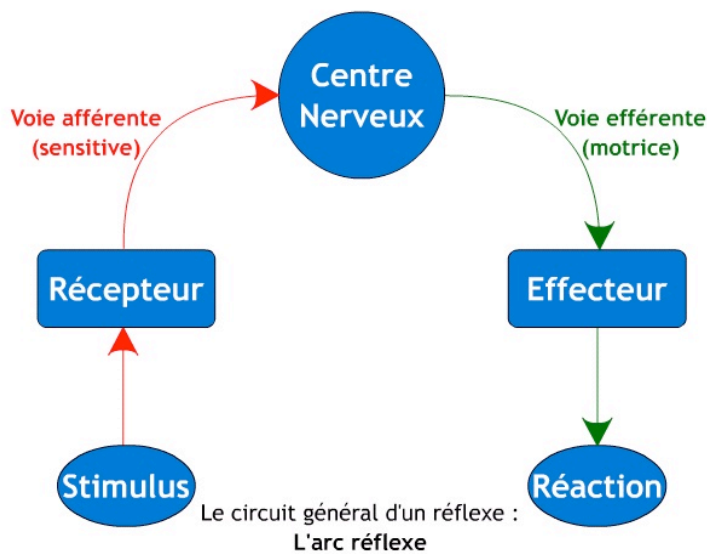 Centre
Nerveux
Voie afférente
(sensitive)
Voie efférente
(motrice)
Récepteur
Effecteur
Stimulus
Réaction
Le circuit général d'un réflexe :
L'arc réflexe